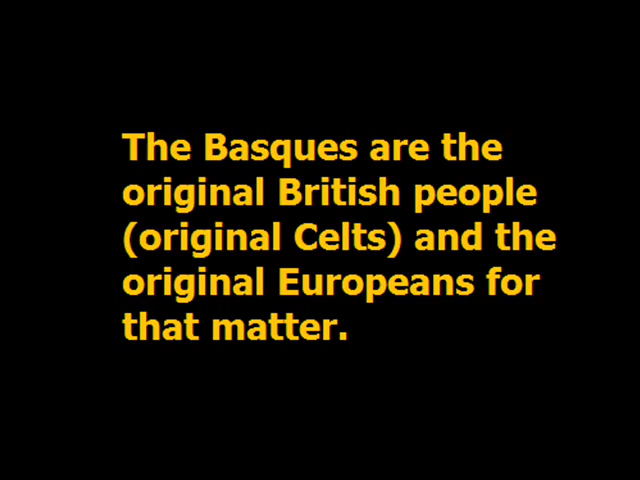 The Basques are the
original British people
(original Celts) and the
original Europeans for
that matter.